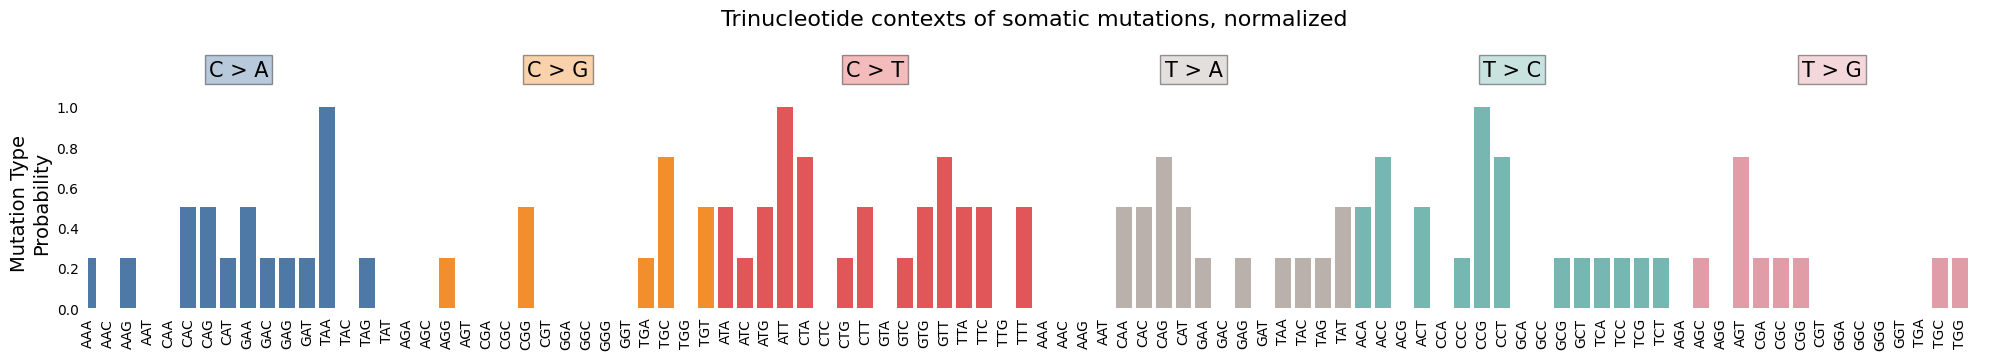 Trinucleotide contexts of somatic mutations, normalized
C > A
C > G
C > T
T > A
T > C
T > G
Mutation Type
Probability
1.0
0.8
0.6
0.4
0.2
0.0
AAA
AAC
AAG
AAT
CAA
CAC
CAG
CAT
GAA
GAC
GAG
GAT
TAA
TAC
TAG
TAT
AGA
AGC
AGG
AGT
CGA
CGC
CGG
CGT
GGA
GGC
GGG
GGT
TGA
TGC
TGG
TGT
ATA
ATC
ATG
ATT
CTA
CTC
CTG
CTT
GTA
GTC
GTG
GTT
TTA
TTC
TTG
TTT
AAA
AAC
AAG
AAT
CAA
CAC
CAG
CAT
GAA
GAC
GAG
GAT
TAA
TAC
TAG
TAT
ACA
ACC
ACG
ACT
CCA
CCC
CCG
CCT
GCA
GCC
GCG
GCT
TCA
TCC
TCG
TCT
AGA
AGC
AGG
AGT
CGA
CGC
CGG
CGT
GGA
GGC
GGG
GGT
TGA
TGC
TGG